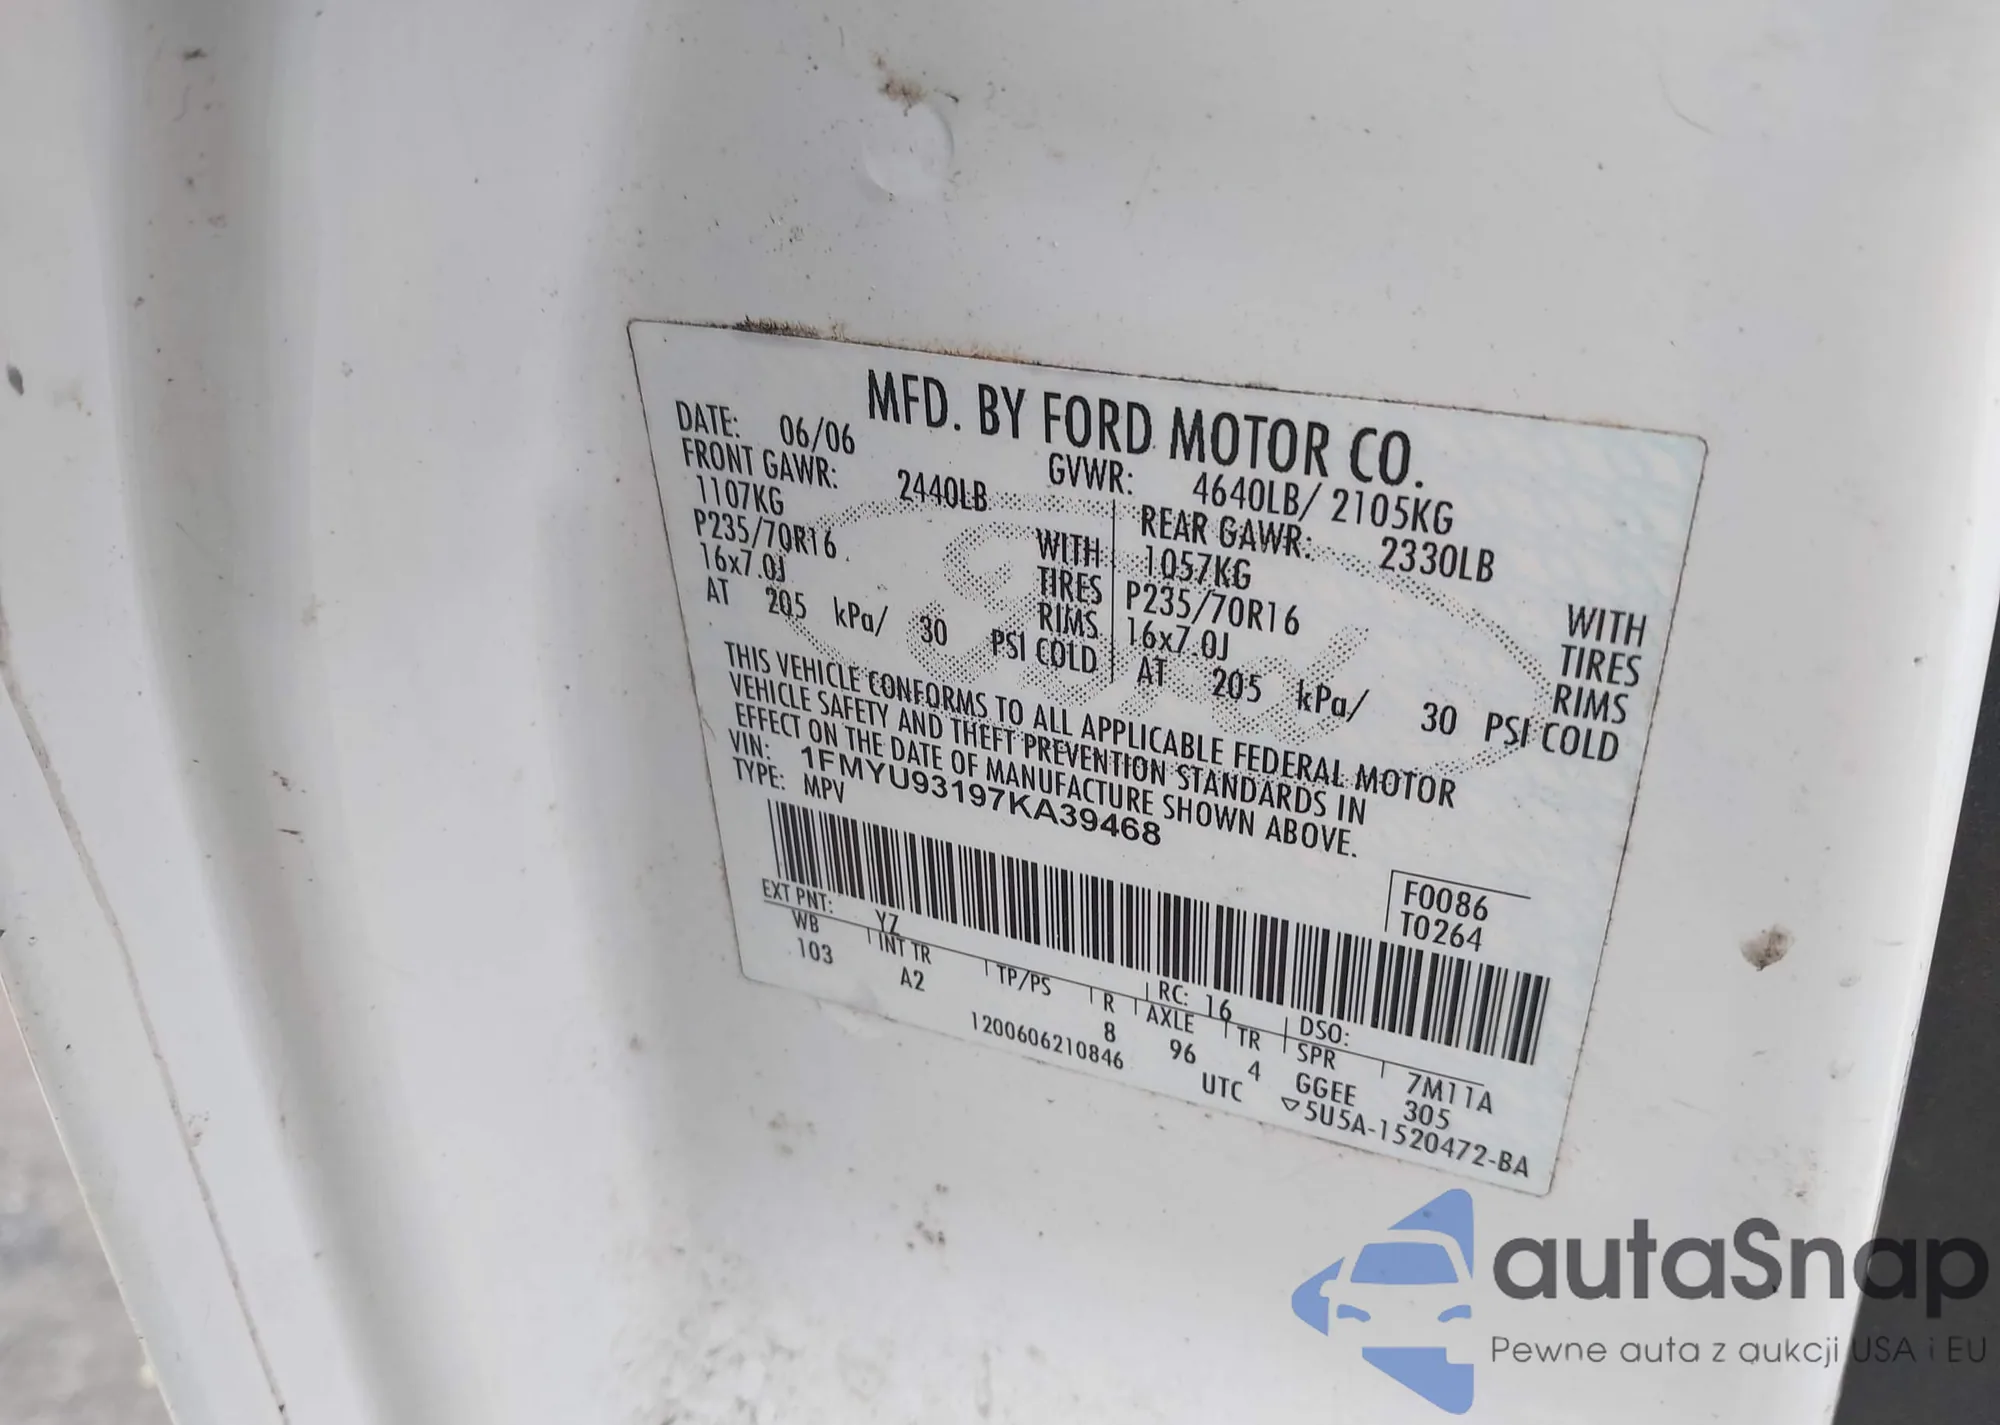 MFD. BY FORD MOTOR CO.
DATE: 06/06 GVWR: 4640LB/ 2105KG
FRONT GAWR: 2440LB REAR GAWR: 2330LB
1107KG WITH 1057KG WITH
P235/70R16 TIRES P235/70R16 TIRES
16x7.0J RIMS 16x7.0J RIMS
AT 205 kPa/ 30 PSI COLD AT 205 kPa/ 30 PSI COLD
THIS VEHICLE CONFORMS TO ALL APPLICABLE FEDERAL MOTOR
VEHICLE SAFETY AND THEFT PREVENTION STANDARDS IN
EFFECT ON THE DATE OF MANUFACTURE SHOWN ABOVE.
VIN: 1FMYU93197KA39468
TYPE: MPV
F0086
T0264
EXT PNT: YZ RC: 16 DSO:
WB INT TR TP/PS R AXLE TR SPR 7M11A
103 A2 8 96 4 GGEE 305
1200606210846 UTC ▽5U5A-1520472-BA
autaSnap
Pewne auta z aukcji USA i EU